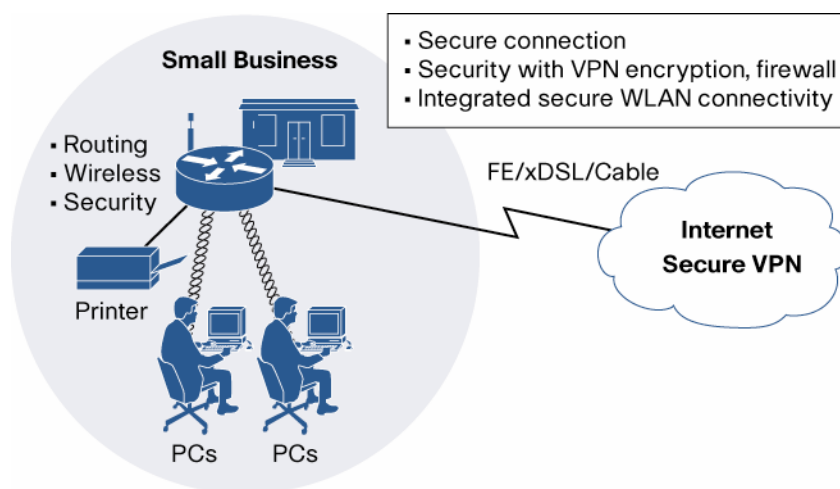 Small Business
▪ Routing
▪ Wireless
▪ Security
Printer
PCs
PCs
▪ Secure connection
▪ Security with VPN encryption, firewall
▪ Integrated secure WLAN connectivity
FE/xDSL/Cable
Internet
Secure VPN